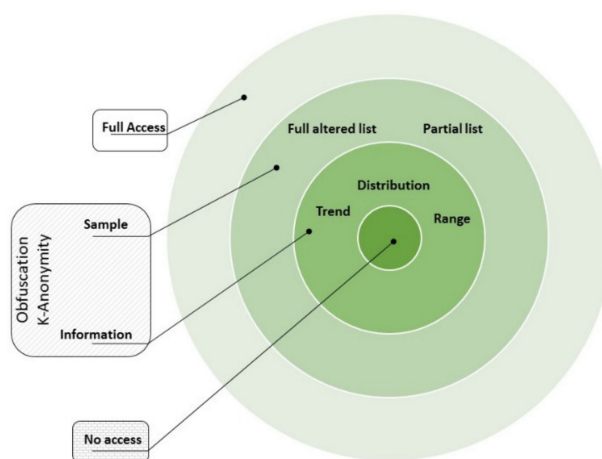 Full Access
Full altered list
Partial list
Distribution
Trend
Range
Sample
Obfuscation
K-Anonymity
Information
No access